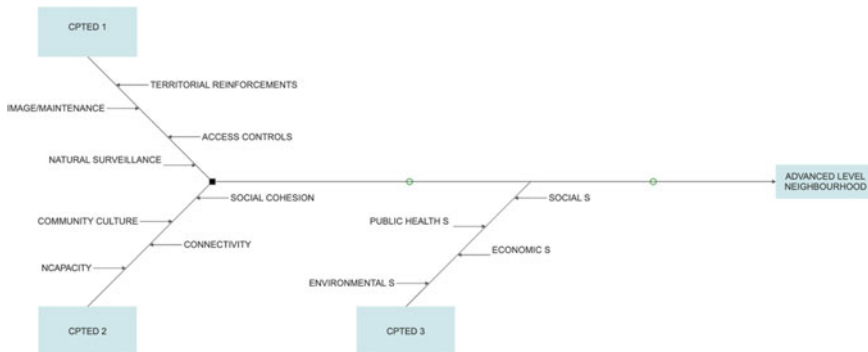 CPTED 1
TERRITORIAL REINFORCEMENTS
IMAGE/MAINTENANCE
ACCESS CONTROLS
NATURAL SURVEILLANCE
ADVANCED LEVEL
NEIGHBOURHOOD
SOCIAL COHESION
SOCIAL S
COMMUNITY CULTURE
PUBLIC HEALTH S
CONNECTIVITY
ECONOMIC S
NCAPACITY
ENVIRONMENTAL S
CPTED 2
CPTED 3